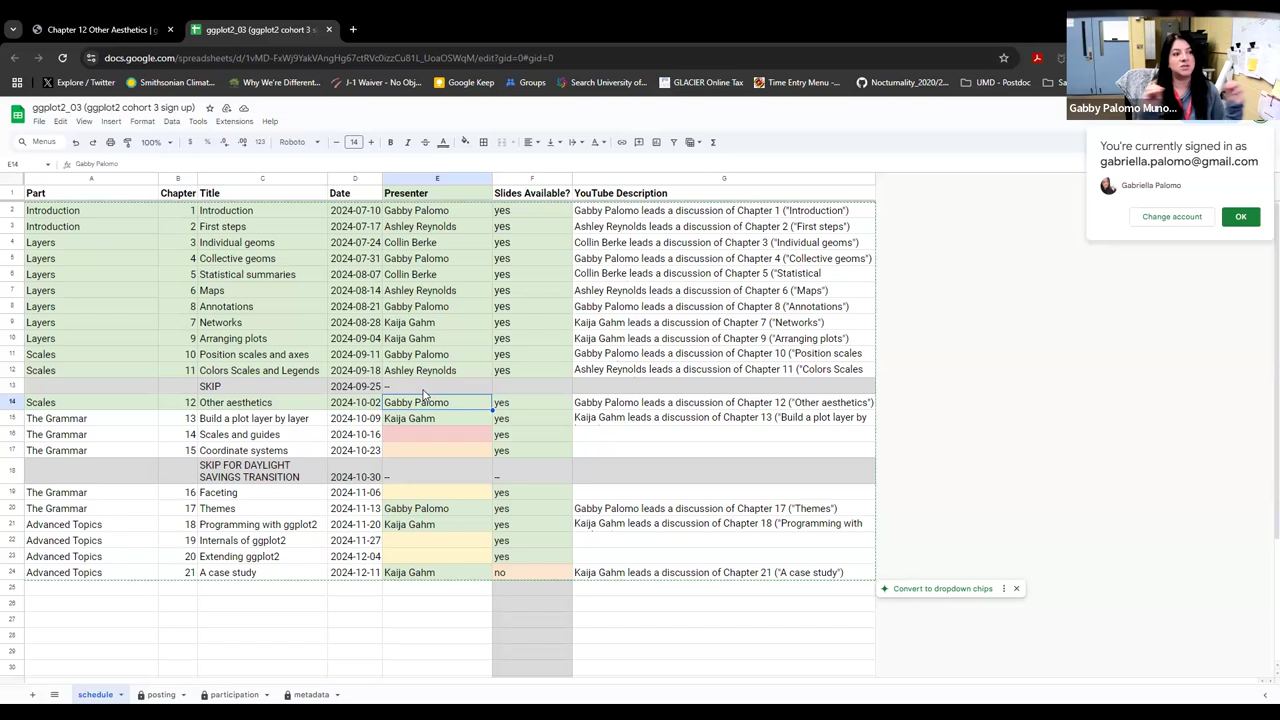 Chapter 12 Other Aesthetics | g
ggplot2_03 (ggplot2 cohort 3 s
docs.google.com/spreadsheets/d/1vMD-FxWj9YakVAngHg67ctRVc0izzCu81L_UoaOSWqM/edit?gid=0#gid=0
Explore / Twitter
Smithsonian Castle
Why We're Different...
J-1 Waiver - No Obj...
Google Keep
Projects
Search University of...
GLACIER Online Tax
Time Entry Menu -...
Nocturnality_2020/2...
UMD - Postdoc
All Bookmarks
Gabby Palomo Muno...
ggplot2_03 (ggplot2 cohort 3 sign up)
File Edit View Insert Format Data Tools Extensions Help
Menus 100% $ % .0 .00 123 Roboto 14 B I A
You're currently signed in as
gabriella.palomo@gmail.com
Gabriella Palomo
Change account OK
E14 Gabby Palomo
A B C D E F G
1 Part Chapter Title Date Presenter Slides Available? YouTube Description
2 Introduction 1 Introduction 2024-07-10 Gabby Palomo yes Gabby Palomo leads a discussion of Chapter 1 ("Introduction")
3 Introduction 2 First steps 2024-07-17 Ashley Reynolds yes Ashley Reynolds leads a discussion of Chapter 2 ("First steps")
4 Layers 3 Individual geoms 2024-07-24 Collin Berke yes Collin Berke leads a discussion of Chapter 3 ("Individual geoms")
5 Layers 4 Collective geoms 2024-07-31 Gabby Palomo yes Gabby Palomo leads a discussion of Chapter 4 ("Collective geoms")
6 Layers 5 Statistical summaries 2024-08-07 Collin Berke yes Collin Berke leads a discussion of Chapter 5 ("Statistical
7 Layers 6 Maps 2024-08-14 Ashley Reynolds yes Ashley Reynolds leads a discussion of Chapter 6 ("Maps")
8 Layers 8 Annotations 2024-08-21 Gabby Palomo yes Gabby Palomo leads a discussion of Chapter 8 ("Annotations")
9 Layers 7 Networks 2024-08-28 Kaija Gahm yes Kaija Gahm leads a discussion of Chapter 7 ("Networks")
10 Layers 9 Arranging plots 2024-09-04 Kaija Gahm yes Kaija Gahm leads a discussion of Chapter 9 ("Arranging plots")
11 Scales 10 Position scales and axes 2024-09-11 Gabby Palomo yes Gabby Palomo leads a discussion of Chapter 10 ("Position scales
12 Scales 11 Colors Scales and Legends 2024-09-18 Ashley Reynolds yes Ashley Reynolds leads a discussion of Chapter 11 ("Colors Scales
13 SKIP 2024-09-25 --
14 Scales 12 Other aesthetics 2024-10-02 Gabby Palomo yes Gabby Palomo leads a discussion of Chapter 12 ("Other aesthetics")
15 The Grammar 13 Build a plot layer by layer 2024-10-09 Kaija Gahm yes Kaija Gahm leads a discussion of Chapter 13 ("Build a plot layer by
16 The Grammar 14 Scales and guides 2024-10-16 yes
17 The Grammar 15 Coordinate systems 2024-10-23 yes
SKIP FOR DAYLIGHT
18 SAVINGS TRANSITION 2024-10-30 -- --
19 The Grammar 16 Faceting 2024-11-06 yes
20 The Grammar 17 Themes 2024-11-13 Gabby Palomo yes Gabby Palomo leads a discussion of Chapter 17 ("Themes")
21 Advanced Topics 18 Programming with ggplot2 2024-11-20 Kaija Gahm yes Kaija Gahm leads a discussion of Chapter 18 ("Programming with
22 Advanced Topics 19 Internals of ggplot2 2024-11-27 yes
23 Advanced Topics 20 Extending ggplot2 2024-12-04 yes
24 Advanced Topics 21 A case study 2024-12-11 Kaija Gahm no Kaija Gahm leads a discussion of Chapter 21 ("A case study")
25
Convert to dropdown chips
26
27
28
29
30
schedule posting participation metadata